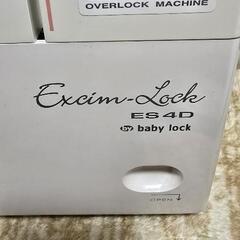 OVERLOCK MACHINE
Excim-Lock
ES4D
by baby lock
OPEN